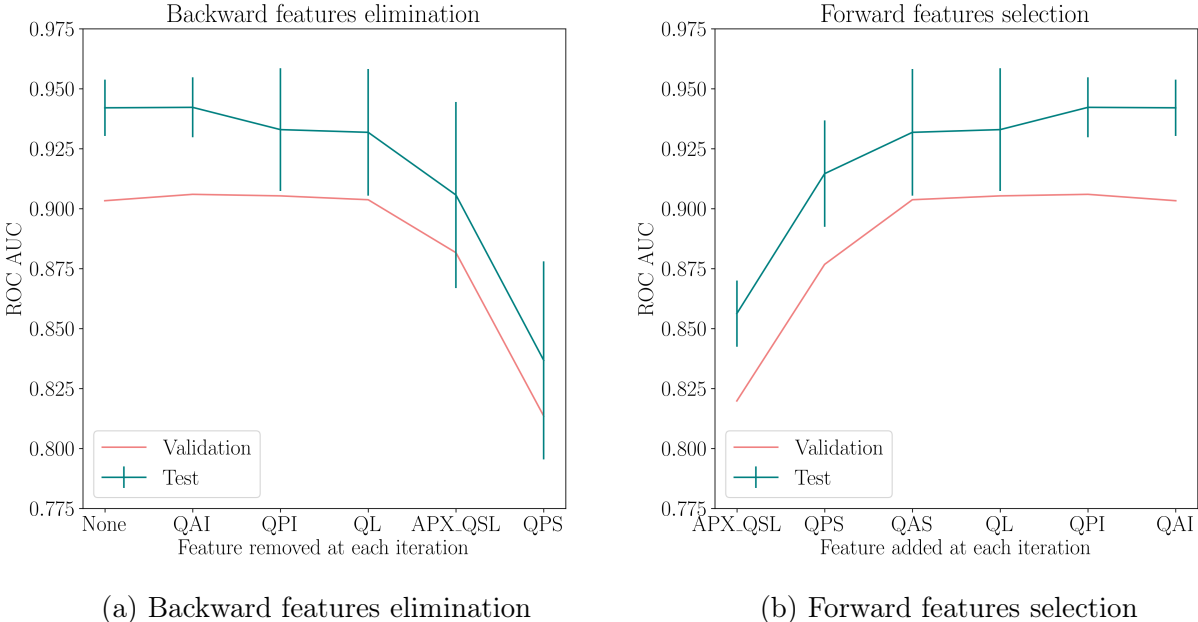 Backward features elimination
0.975
0.950
0.925
0.900
0.875
0.850
0.825
0.800
0.775
ROC AUC
Validation
Test
None QAI QPI QL APX_QSL QPS
Feature removed at each iteration
(a) Backward features elimination
Forward features selection
0.975
0.950
0.925
0.900
0.875
0.850
0.825
0.800
0.775
ROC AUC
Validation
Test
APX_QSL QPS QAS QL QPI QAI
Feature added at each iteration
(b) Forward features selection